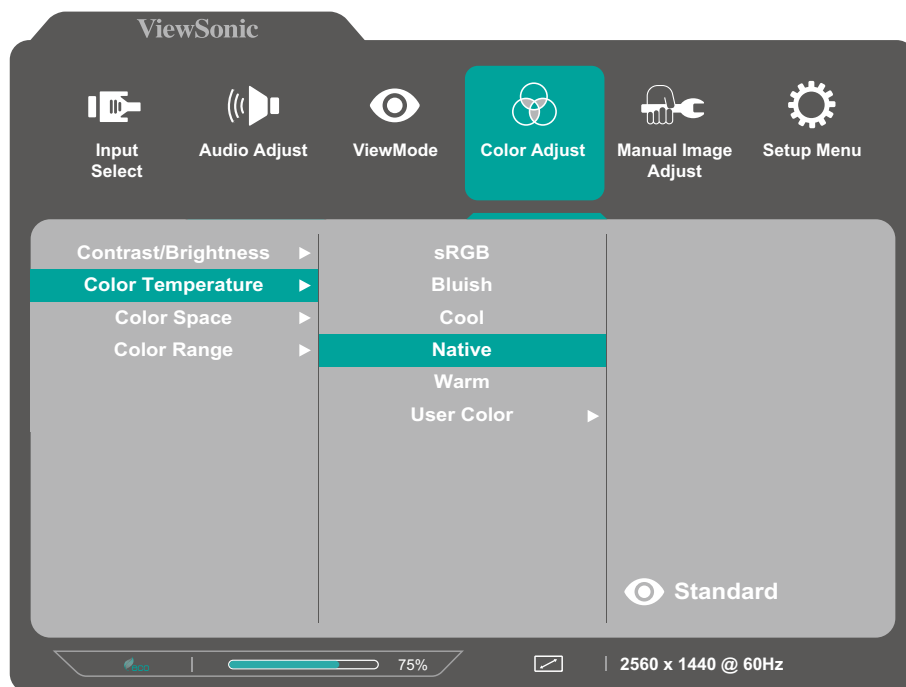 ViewSonic
Input Select
Audio Adjust
ViewMode
Color Adjust
Manual Image Adjust
Setup Menu
Contrast/Brightness
Color Temperature
Color Space
Color Range
sRGB
Bluish
Cool
Native
Warm
User Color
Standard
eco
75%
2560 x 1440 @ 60Hz